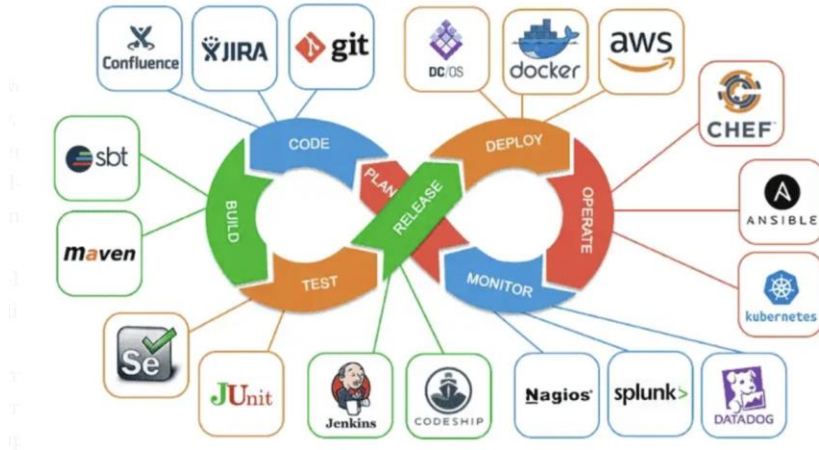 Confluence
JIRA
git
DC/OS
docker
aws
CHEF
sbt
CODE
DEPLOY
PLAN
RELEASE
BUILD
OPERATE
ANSIBLE
maven
TEST
MONITOR
kubernetes
Se
JUnit
Jenkins
CODESHIP
Nagios®
splunk>
DATADOG